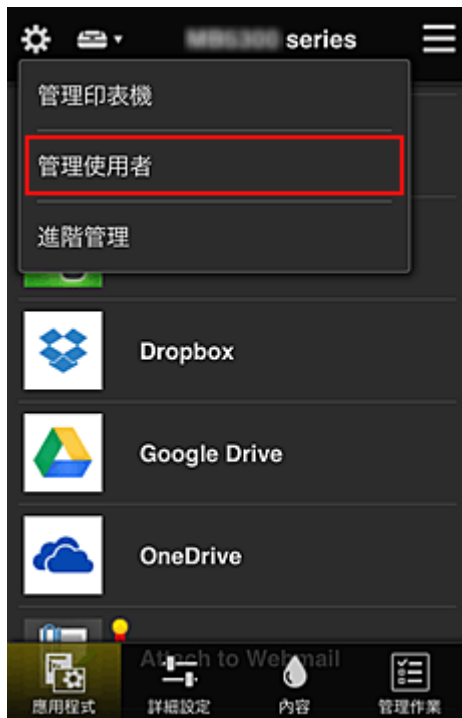 series
管理印表機
管理使用者
進階管理
Dropbox
Google Drive
OneDrive
Attach to Webmail
應用程式
詳細設定
內容
管理作業